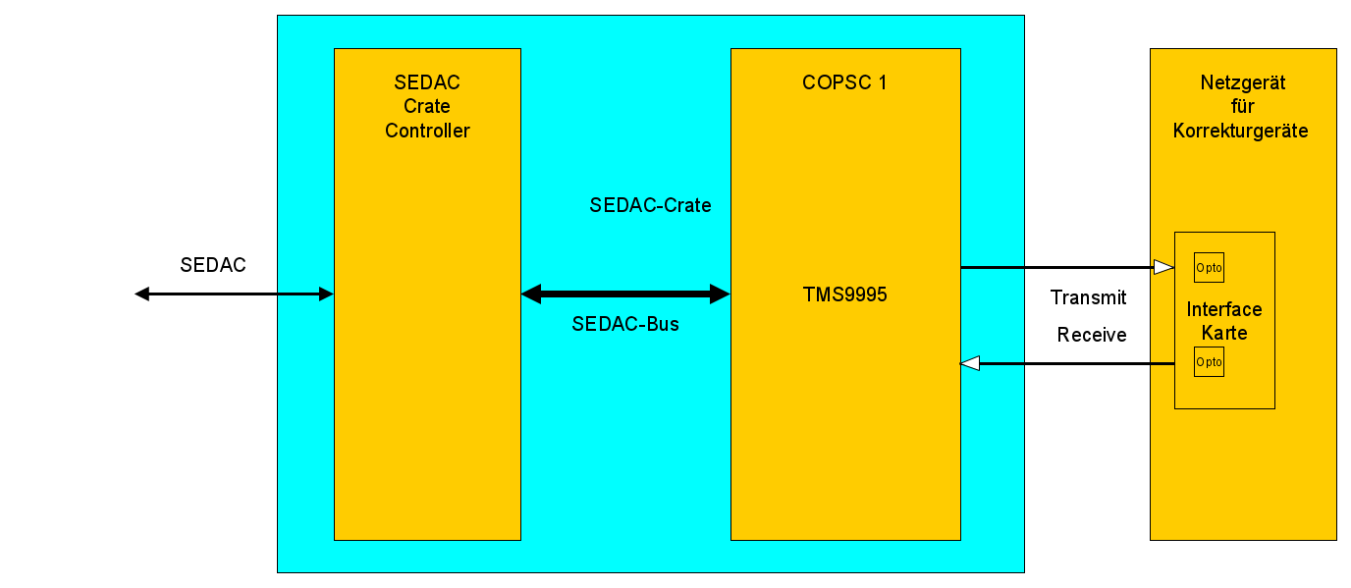 SEDAC
Crate
Controller
COPSC 1
Netzgerät
für
Korrekturgeräte
SEDAC-Crate
SEDAC
SEDAC-Bus
TMS9995
Transmit
Receive
Opto
Interface
Karte
Opto